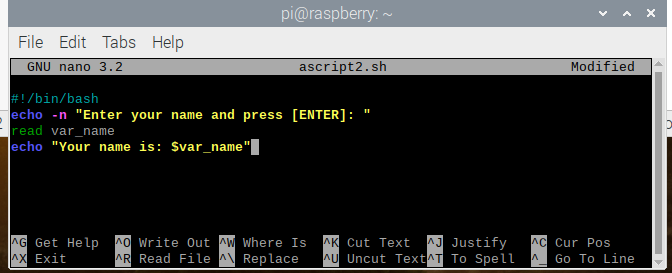 pi@raspberry: ~
File Edit Tabs Help
GNU nano 3.2 ascript2.sh Modified
#!/bin/bash
echo -n "Enter your name and press [ENTER]: "
read var_name
echo "Your name is: $var_name"
^G Get Help ^O Write Out ^W Where Is ^K Cut Text ^J Justify ^C Cur Pos
^X Exit ^R Read File ^\ Replace ^U Uncut Text ^T To Spell ^_ Go To Line